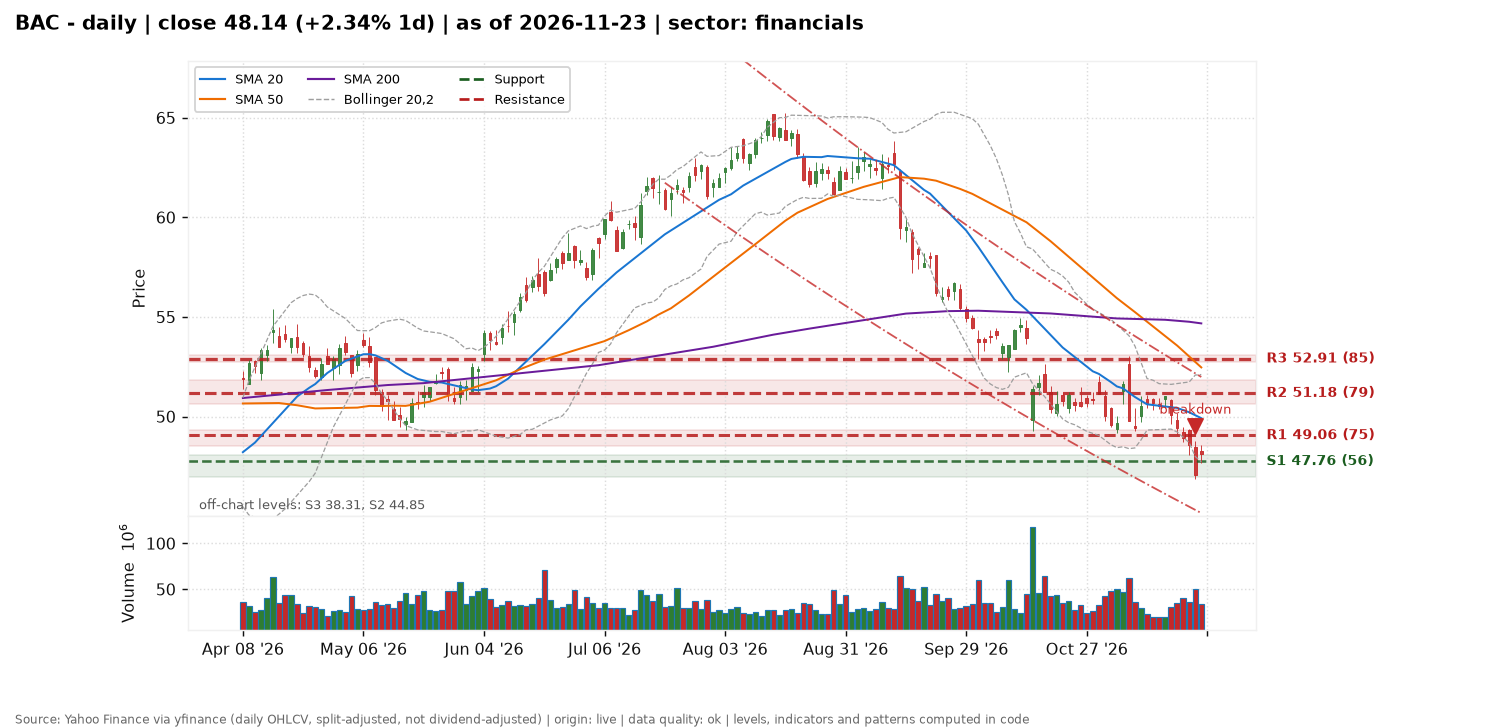 BAC - daily | close 48.14 (+2.34% 1d) | as of 2026-11-23 | sector: financials
SMA 20
SMA 50
SMA 200
Bollinger 20,2
Support
Resistance
Price
65
60
55
50
R3 52.91 (85)
R2 51.18 (79)
breakdown
R1 49.06 (75)
S1 47.76 (56)
off-chart levels: S3 38.31, S2 44.85
Volume 10⁶
100
50
Apr 08 '26
May 06 '26
Jun 04 '26
Jul 06 '26
Aug 03 '26
Aug 31 '26
Sep 29 '26
Oct 27 '26
Source: Yahoo Finance via yfinance (daily OHLCV, split-adjusted, not dividend-adjusted) | origin: live | data quality: ok | levels, indicators and patterns computed in code